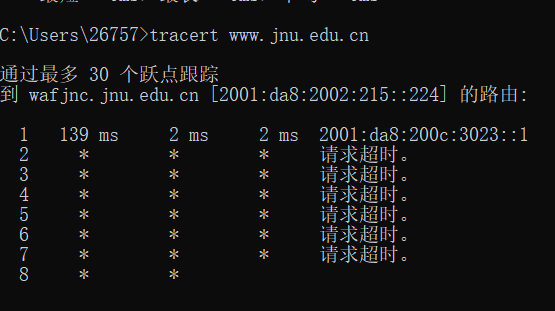 C:\Users\26757>tracert www.jnu.edu.cn
通过最多 30 个跃点跟踪
到 wafjnc.jnu.edu.cn [2001:da8:2002:215::224] 的路由:
1 139 ms 2 ms 2 ms 2001:da8:200c:3023::1
2 * * * 请求超时。
3 * * * 请求超时。
4 * * * 请求超时。
5 * * * 请求超时。
6 * * * 请求超时。
7 * * * 请求超时。
8 * *